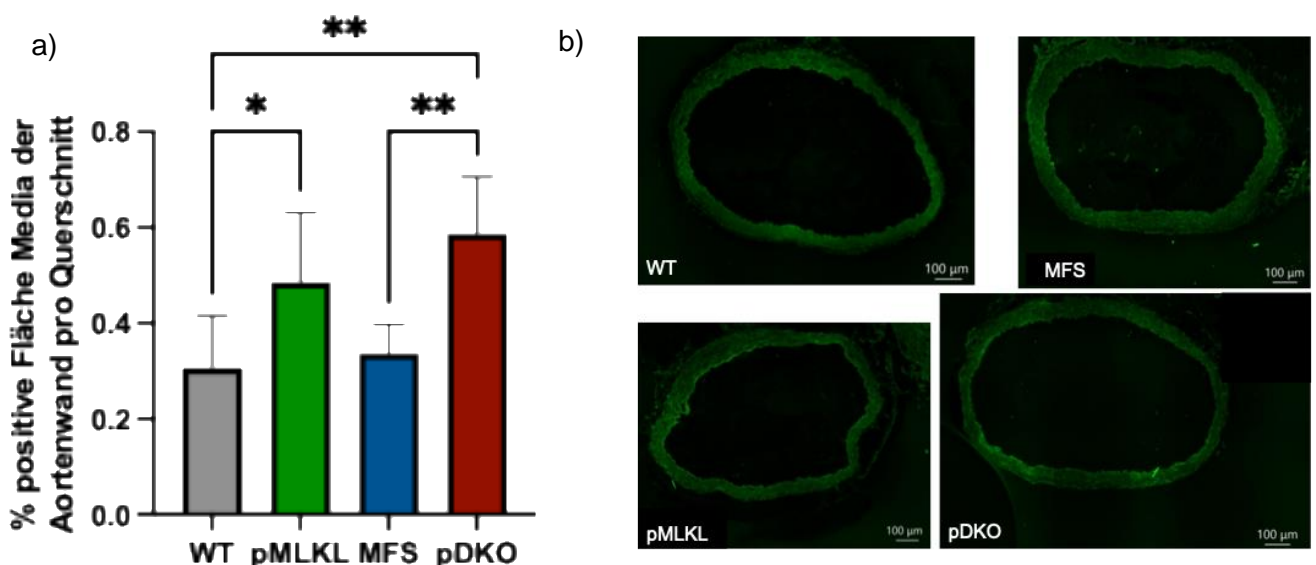 a)
% positive Fläche Media der
Aortenwand pro Querschnitt
**
*
**
0.8
0.6
0.4
0.2
0.0
WT pMLKL MFS pDKO
b)
WT
100 µm
MFS
100 µm
pMLKL
100 µm
pDKO
100 µm